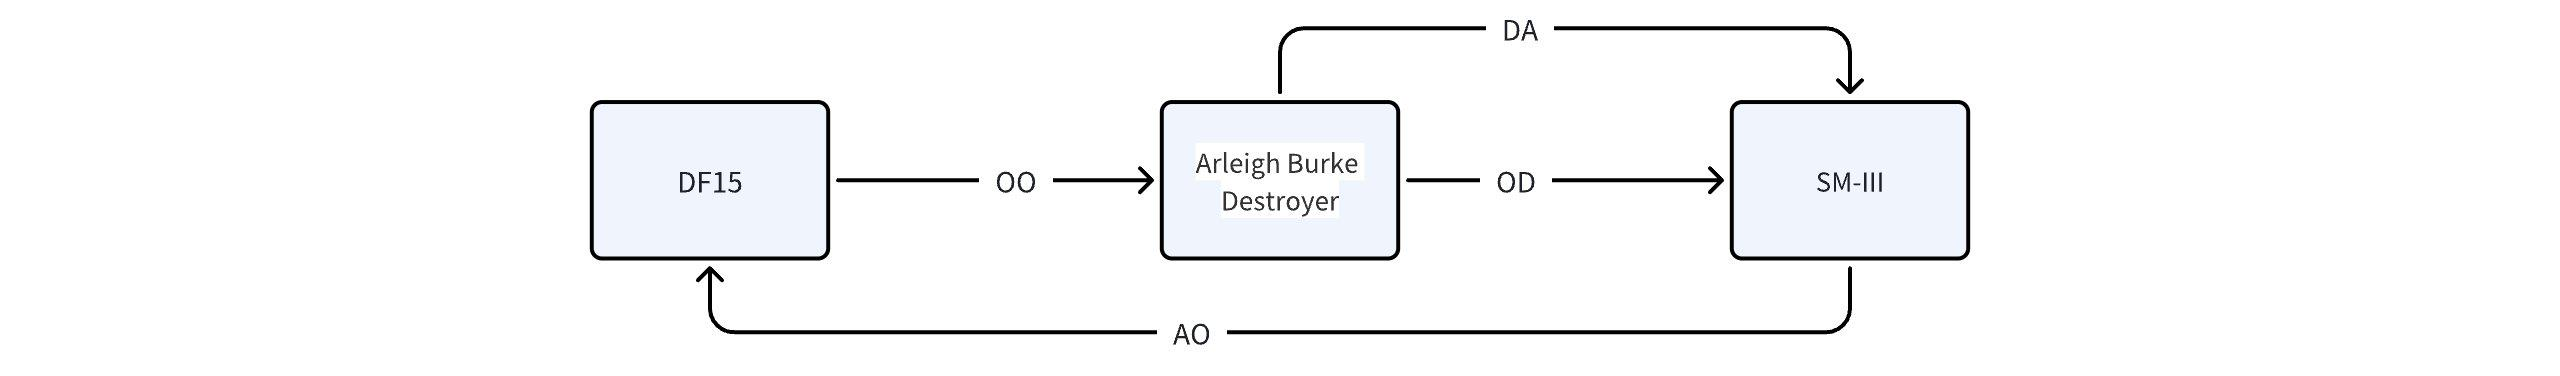 DA
DF15
OO
Arleigh Burke
Destroyer
OD
SM-III
AO